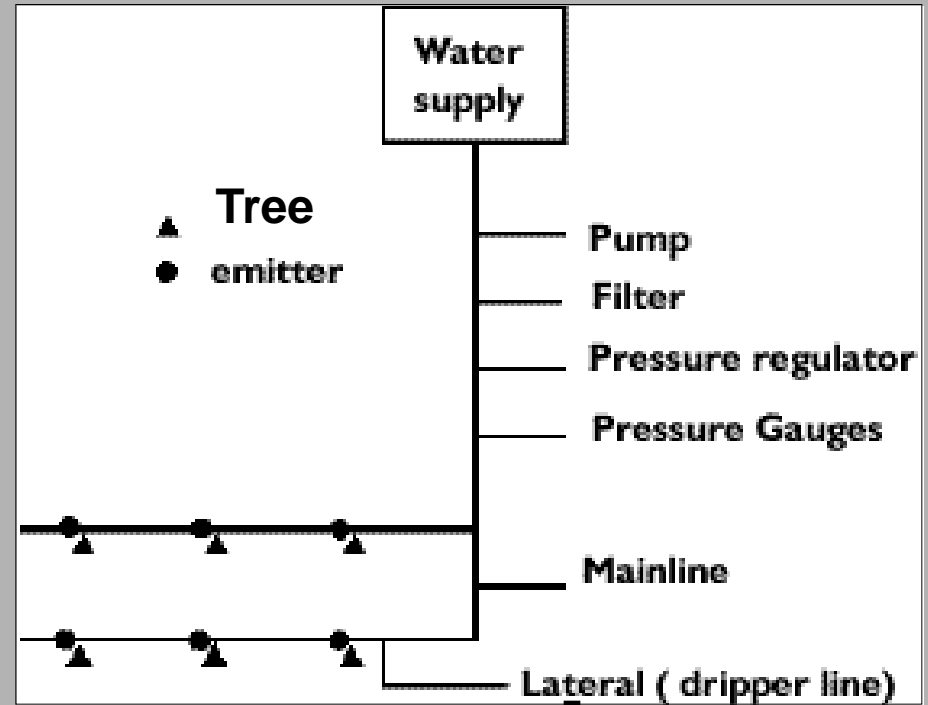 Water
supply
Tree
emitter
Pump
Filter
Pressure regulator
Pressure Gauges
Mainline
Lateral ( dripper line)